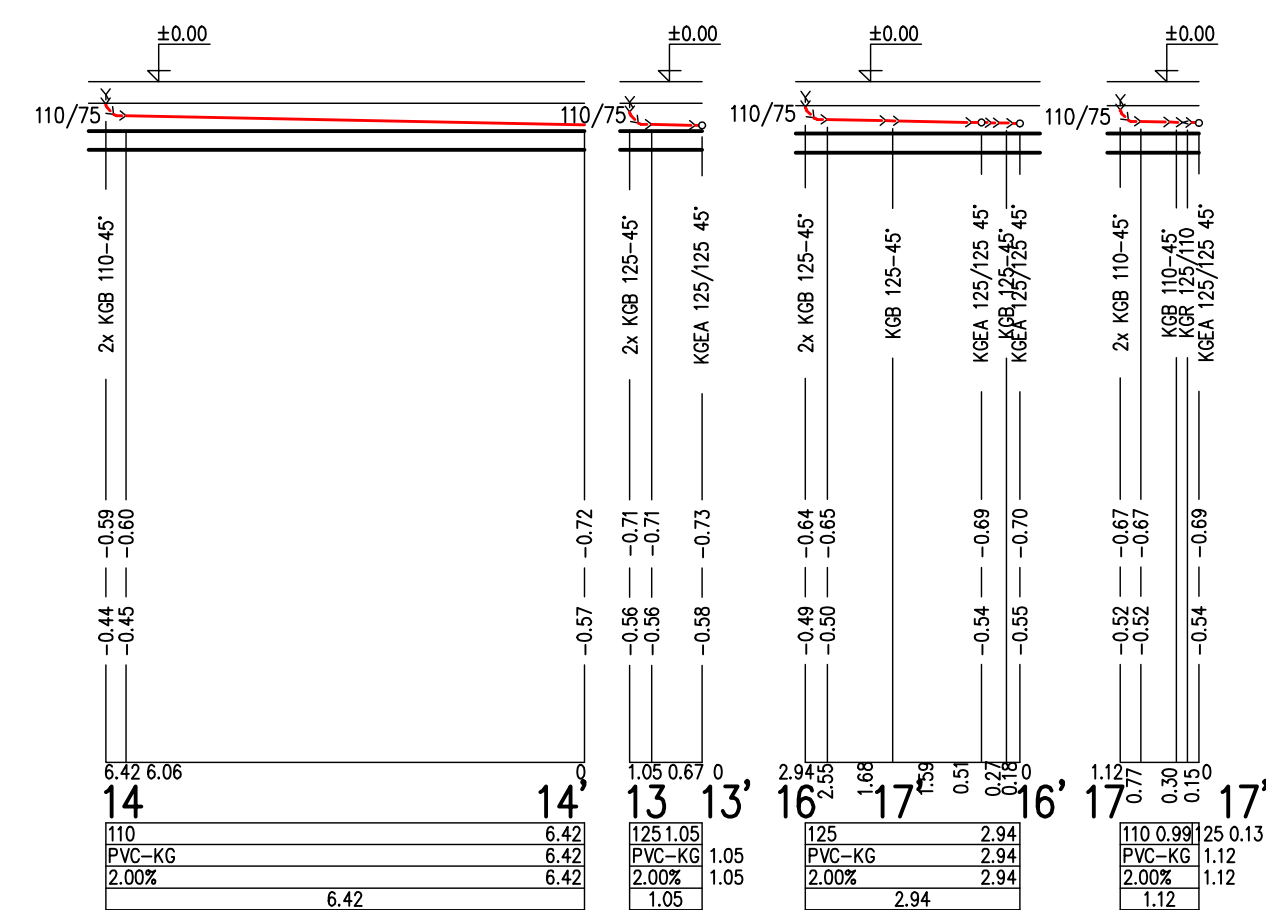 ±0.00 ±0.00 ±0.00 ±0.00
110/75 110/75 110/75 110/75
2x KGB 110-45°
2x KGB 125-45°
KGEA 125/125 45°
2x KGB 125-45°
KGB 125-45°
KGEA 125/125 45°
KGB 125-45°
KGEA 125/125 45°
2x KGB 110-45°
KGB 110-45°
KGR 125/110
KGEA 125/125 45°
-0.59 -0.60 -0.72 -0.71 -0.71 -0.73 -0.64 -0.65 -0.69 -0.70 -0.67 -0.67 -0.69
-0.44 -0.45 -0.57 -0.56 -0.56 -0.58 -0.49 -0.50 -0.54 -0.55 -0.52 -0.52 -0.54
6.42 6.06 0 1.05 0.67 0 2.94 2.55 1.68 1.59 0.51 0.27 0.18 0 1.12 0.77 0.30 0.15 0
14 14' 13 13' 16 17' 16' 17 17'
110 6.42 125 1.05 125 2.94 110 0.99 125 0.13
PVC-KG 6.42 PVC-KG 1.05 PVC-KG 2.94 PVC-KG 1.12
2.00% 6.42 2.00% 1.05 2.00% 2.94 2.00% 1.12
6.42 1.05 2.94 1.12